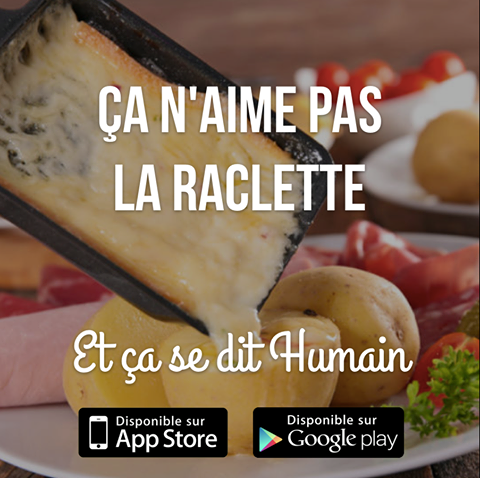 ÇA N'AIME PAS
LA RACLETTE
Et ça se dit Humain
Disponible sur
App Store
Disponible sur
Google play